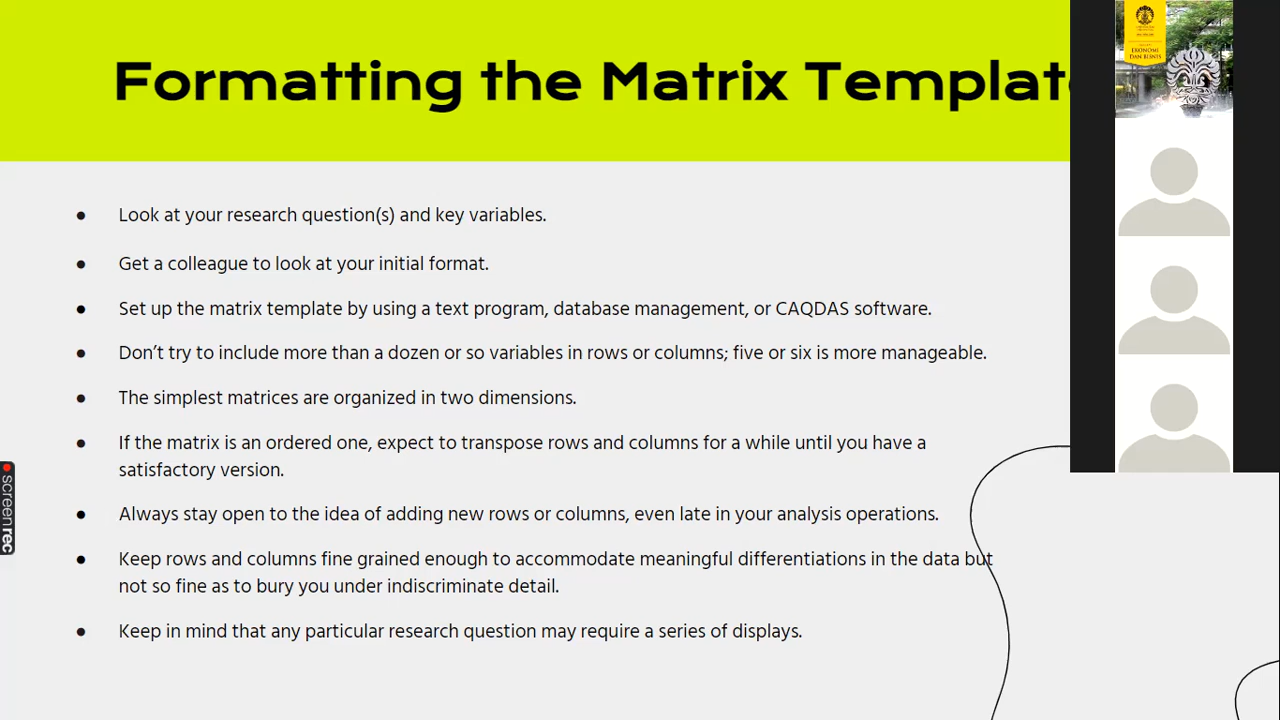 Formatting the Matrix Template
● Look at your research question(s) and key variables.
● Get a colleague to look at your initial format.
● Set up the matrix template by using a text program, database management, or CAQDAS software.
● Don’t try to include more than a dozen or so variables in rows or columns; five or six is more manageable.
● The simplest matrices are organized in two dimensions.
● If the matrix is an ordered one, expect to transpose rows and columns for a while until you have a
satisfactory version.
● Always stay open to the idea of adding new rows or columns, even late in your analysis operations.
● Keep rows and columns fine grained enough to accommodate meaningful differentiations in the data but
not so fine as to bury you under indiscriminate detail.
● Keep in mind that any particular research question may require a series of displays.
EKONOMI
DAN BISNIS
screenrec